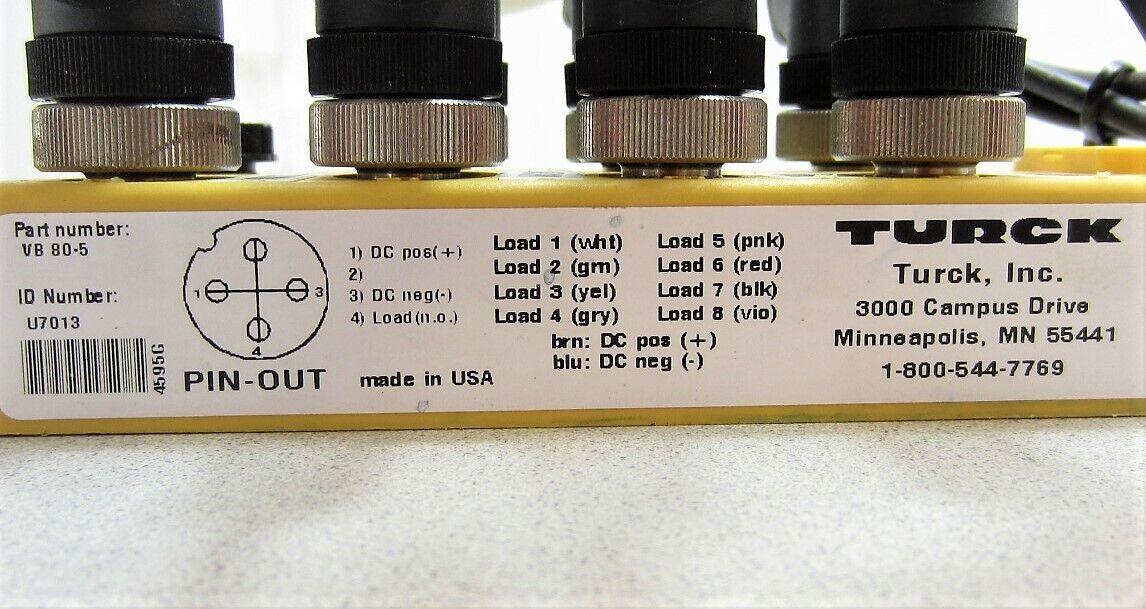 Part number:
VB 80-5
ID Number:
U7013
4595G
1
3
4
PIN-OUT
1) DC pos(+)
2)
3) DC neg(-)
4) Load(n.o.)
made in USA
Load 1 (wht)
Load 2 (grn)
Load 3 (yel)
Load 4 (gry)
Load 5 (pnk)
Load 6 (red)
Load 7 (blk)
Load 8 (vio)
brn: DC pos (+)
blu: DC neg (-)
TURCK
Turck, Inc.
3000 Campus Drive
Minneapolis, MN 55441
1-800-544-7769